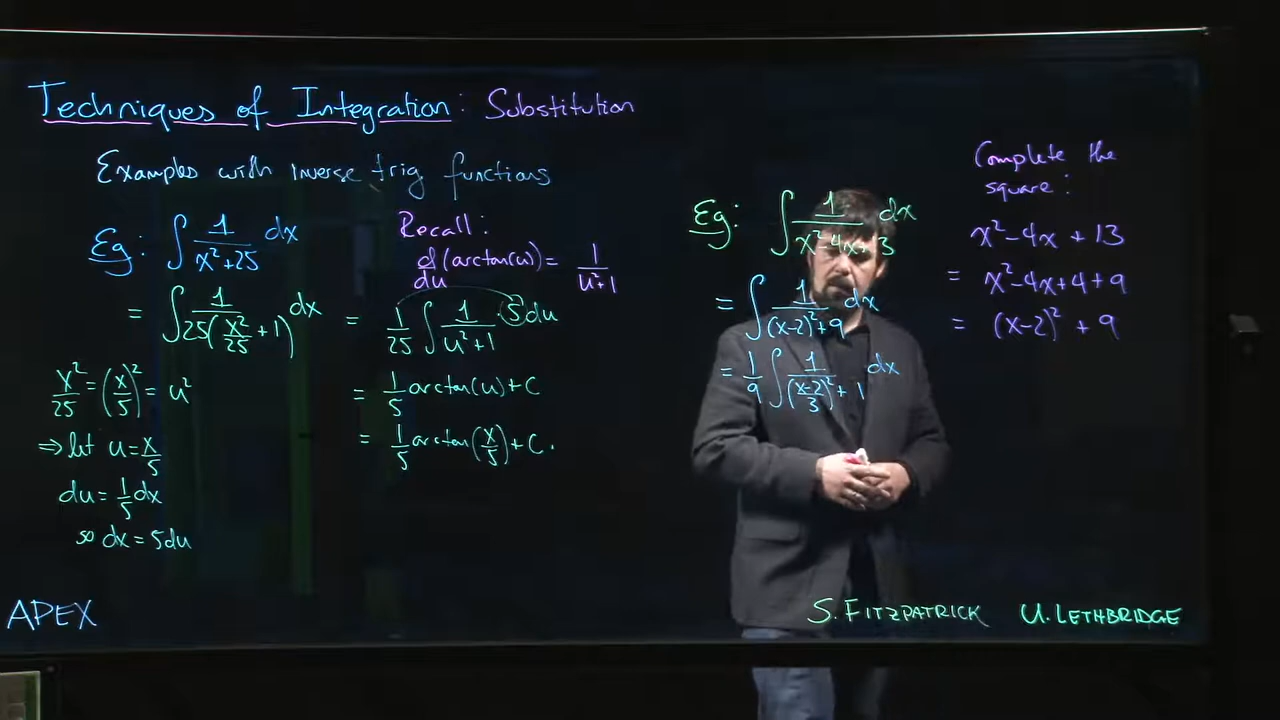 Techniques of Integration: Substitution
Examples with inverse trig functions
Eg: ∫ 1/(x²+25) dx
= ∫ 1/(25(x²/25 + 1)) dx
x²/25 = (x/5)² = u²
⇒ let u = x/5
du = 1/5 dx
so dx = 5du
Recall:
d/du (arctan(u)) = 1/(u²+1)
= 1/25 ∫ 1/(u²+1) · 5 du
= 1/5 arctan(u) + C
= 1/5 arctan(x/5) + C.
Eg: ∫ 1/(x²-4x+13) dx
= ∫ 1/((x-2)²+9) dx
= 1/9 ∫ 1/(((x-2)/3)² + 1) dx
Complete the
square:
x²-4x+13
= x²-4x+4+9
= (x-2)² + 9
APEX
S. FITZPATRICK U. LETHBRIDGE